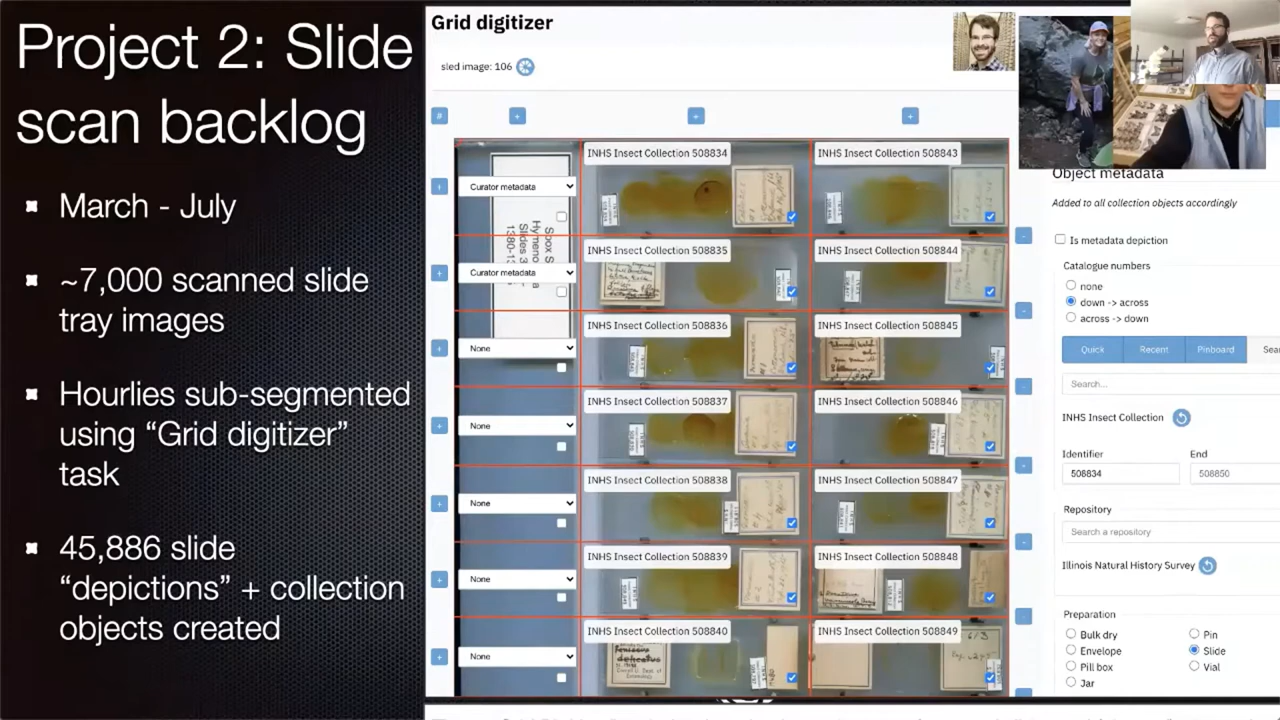 Project 2: Slide
scan backlog
March - July
~7,000 scanned slide
tray images
Hourlies sub-segmented
using “Grid digitizer”
task
45,886 slide
“depictions” + collection
objects created
Grid digitizer
sled image: 106
#
+
+
+
INHS Insect Collection 508834
INHS Insect Collection 508843
Curator metadata
INHS Insect Collection 508835
INHS Insect Collection 508844
Curator metadata
INHS Insect Collection 508836
INHS Insect Collection 508845
None
INHS Insect Collection 508837
INHS Insect Collection 508846
None
INHS Insect Collection 508838
INHS Insect Collection 508847
None
INHS Insect Collection 508839
INHS Insect Collection 508848
None
INHS Insect Collection 508840
INHS Insect Collection 508849
None
Object metadata
Added to all collection objects accordingly
Is metadata depiction
Catalogue numbers
none
down -> across
across -> down
Quick
Recent
Pinboard
Search...
INHS Insect Collection
Identifier
End
508834
508850
Repository
Search a repository
Illinois Natural History Survey
Preparation
Bulk dry
Pin
Envelope
Slide
Pill box
Vial
Jar